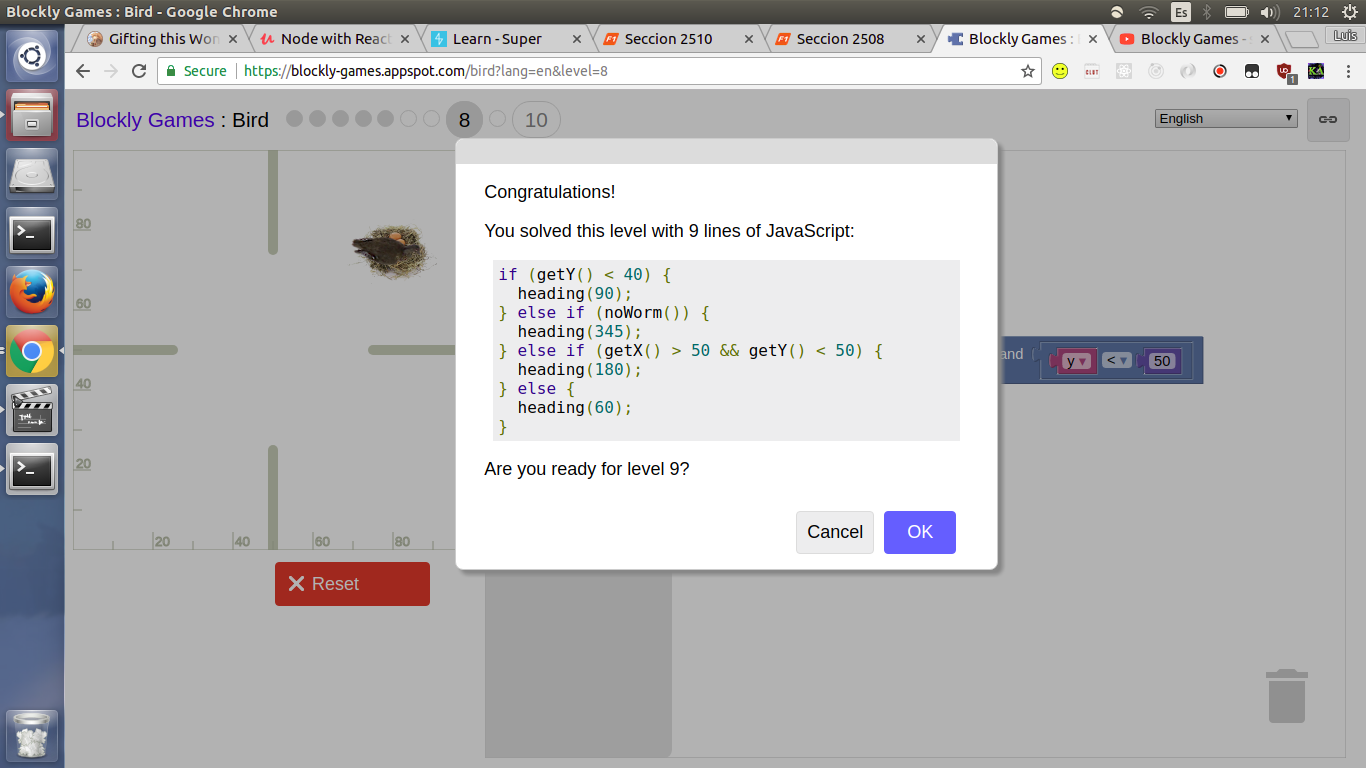 Blockly Games : Bird - Google Chrome
Es
21:12
Gifting this Won
Node with React
Learn - Super
Seccion 2510
Seccion 2508
Blockly Games :
Blockly Games -
Luis
Secure
https://blockly-games.appspot.com/bird?lang=en&level=8
1
KA
Blockly Games : Bird
8
10
English
80
60
40
20
20
40
60
80
Congratulations!
You solved this level with 9 lines of JavaScript:
if (getY() < 40) {
heading(90);
} else if (noWorm()) {
heading(345);
} else if (getX() > 50 && getY() < 50) {
heading(180);
} else {
heading(60);
}
Are you ready for level 9?
Cancel
OK
and
y
<
50
Reset